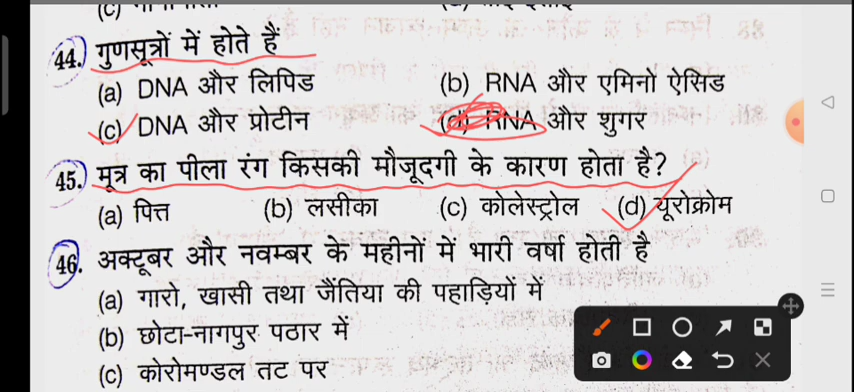 (c)
44. गुणसूत्रों में होते हैं
(a) DNA और लिपिड (b) RNA और एमिनो ऐसिड
(c) DNA और प्रोटीन (d) RNA और शुगर
45. मूत्र का पीला रंग किसकी मौजूदगी के कारण होता है?
(a) पित्त (b) लसीका (c) कोलेस्ट्रोल (d) यूरोक्रोम
46. अक्टूबर और नवम्बर के महीनों में भारी वर्षा होती है
(a) गारो, खासी तथा जैंतिया की पहाड़ियों में
(b) छोटा-नागपुर पठार में
(c) कोरोमण्डल तट पर